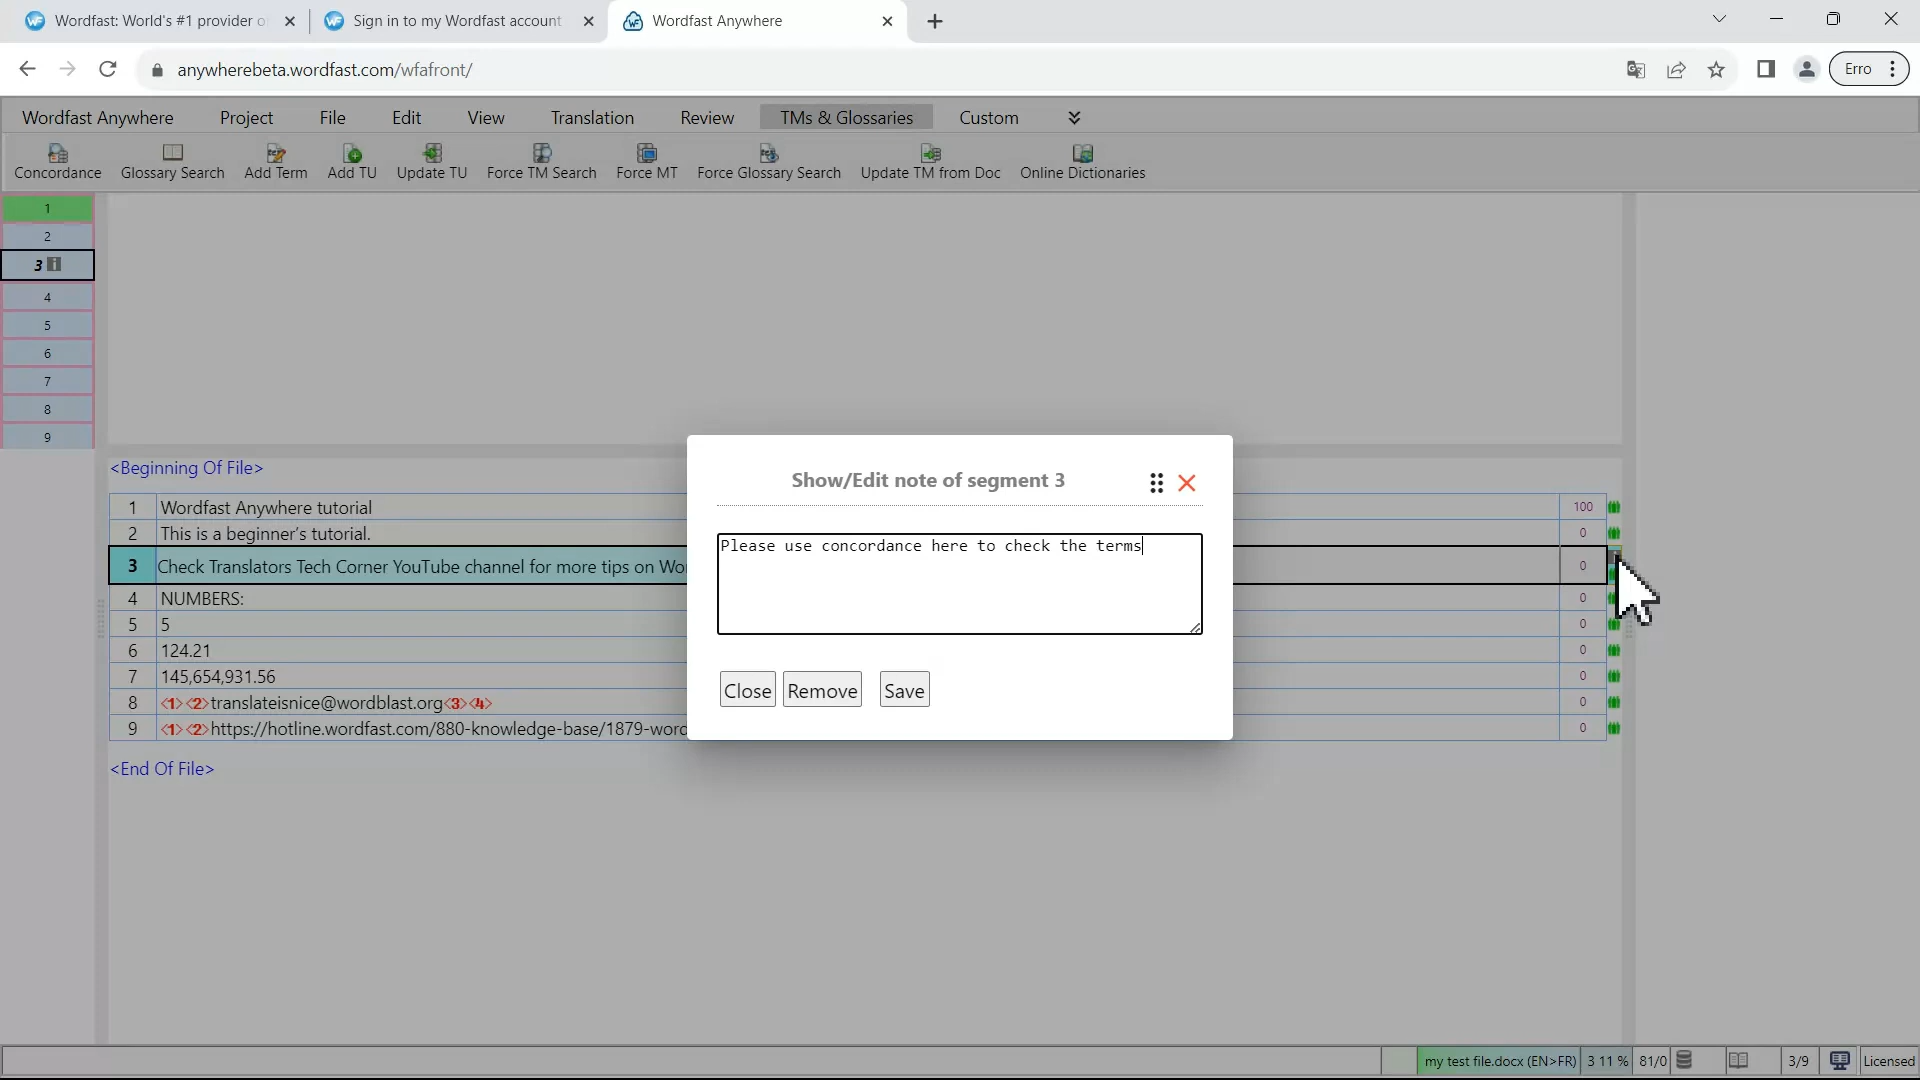 Wordfast: World's #1 provider o
Sign in to my Wordfast account
Wordfast Anywhere
anywherebeta.wordfast.com/wfafront/
Erro
Wordfast Anywhere Project File Edit View Translation Review TMs & Glossaries Custom
Concordance Glossary Search Add Term Add TU Update TU Force TM Search Force MT Force Glossary Search Update TM from Doc Online Dictionaries
1
2
3
4
5
6
7
8
9
Show/Edit note of segment 3
Please use concordance here to check the terms
Close Remove Save
<Beginning Of File>
1 Wordfast Anywhere tutorial 100
2 This is a beginner's tutorial. 0
3 Check Translators Tech Corner YouTube channel for more tips on Wo 0
4 NUMBERS: 0
5 5 0
6 124.21 0
7 145,654,931.56 0
8 <1><2>translateisnice@wordblast.org<3><4> 0
9 <1><2>https://hotline.wordfast.com/880-knowledge-base/1879-word 0
<End Of File>
my test file.docx (EN>FR) 3 11 % 81/0 3/9 Licensed